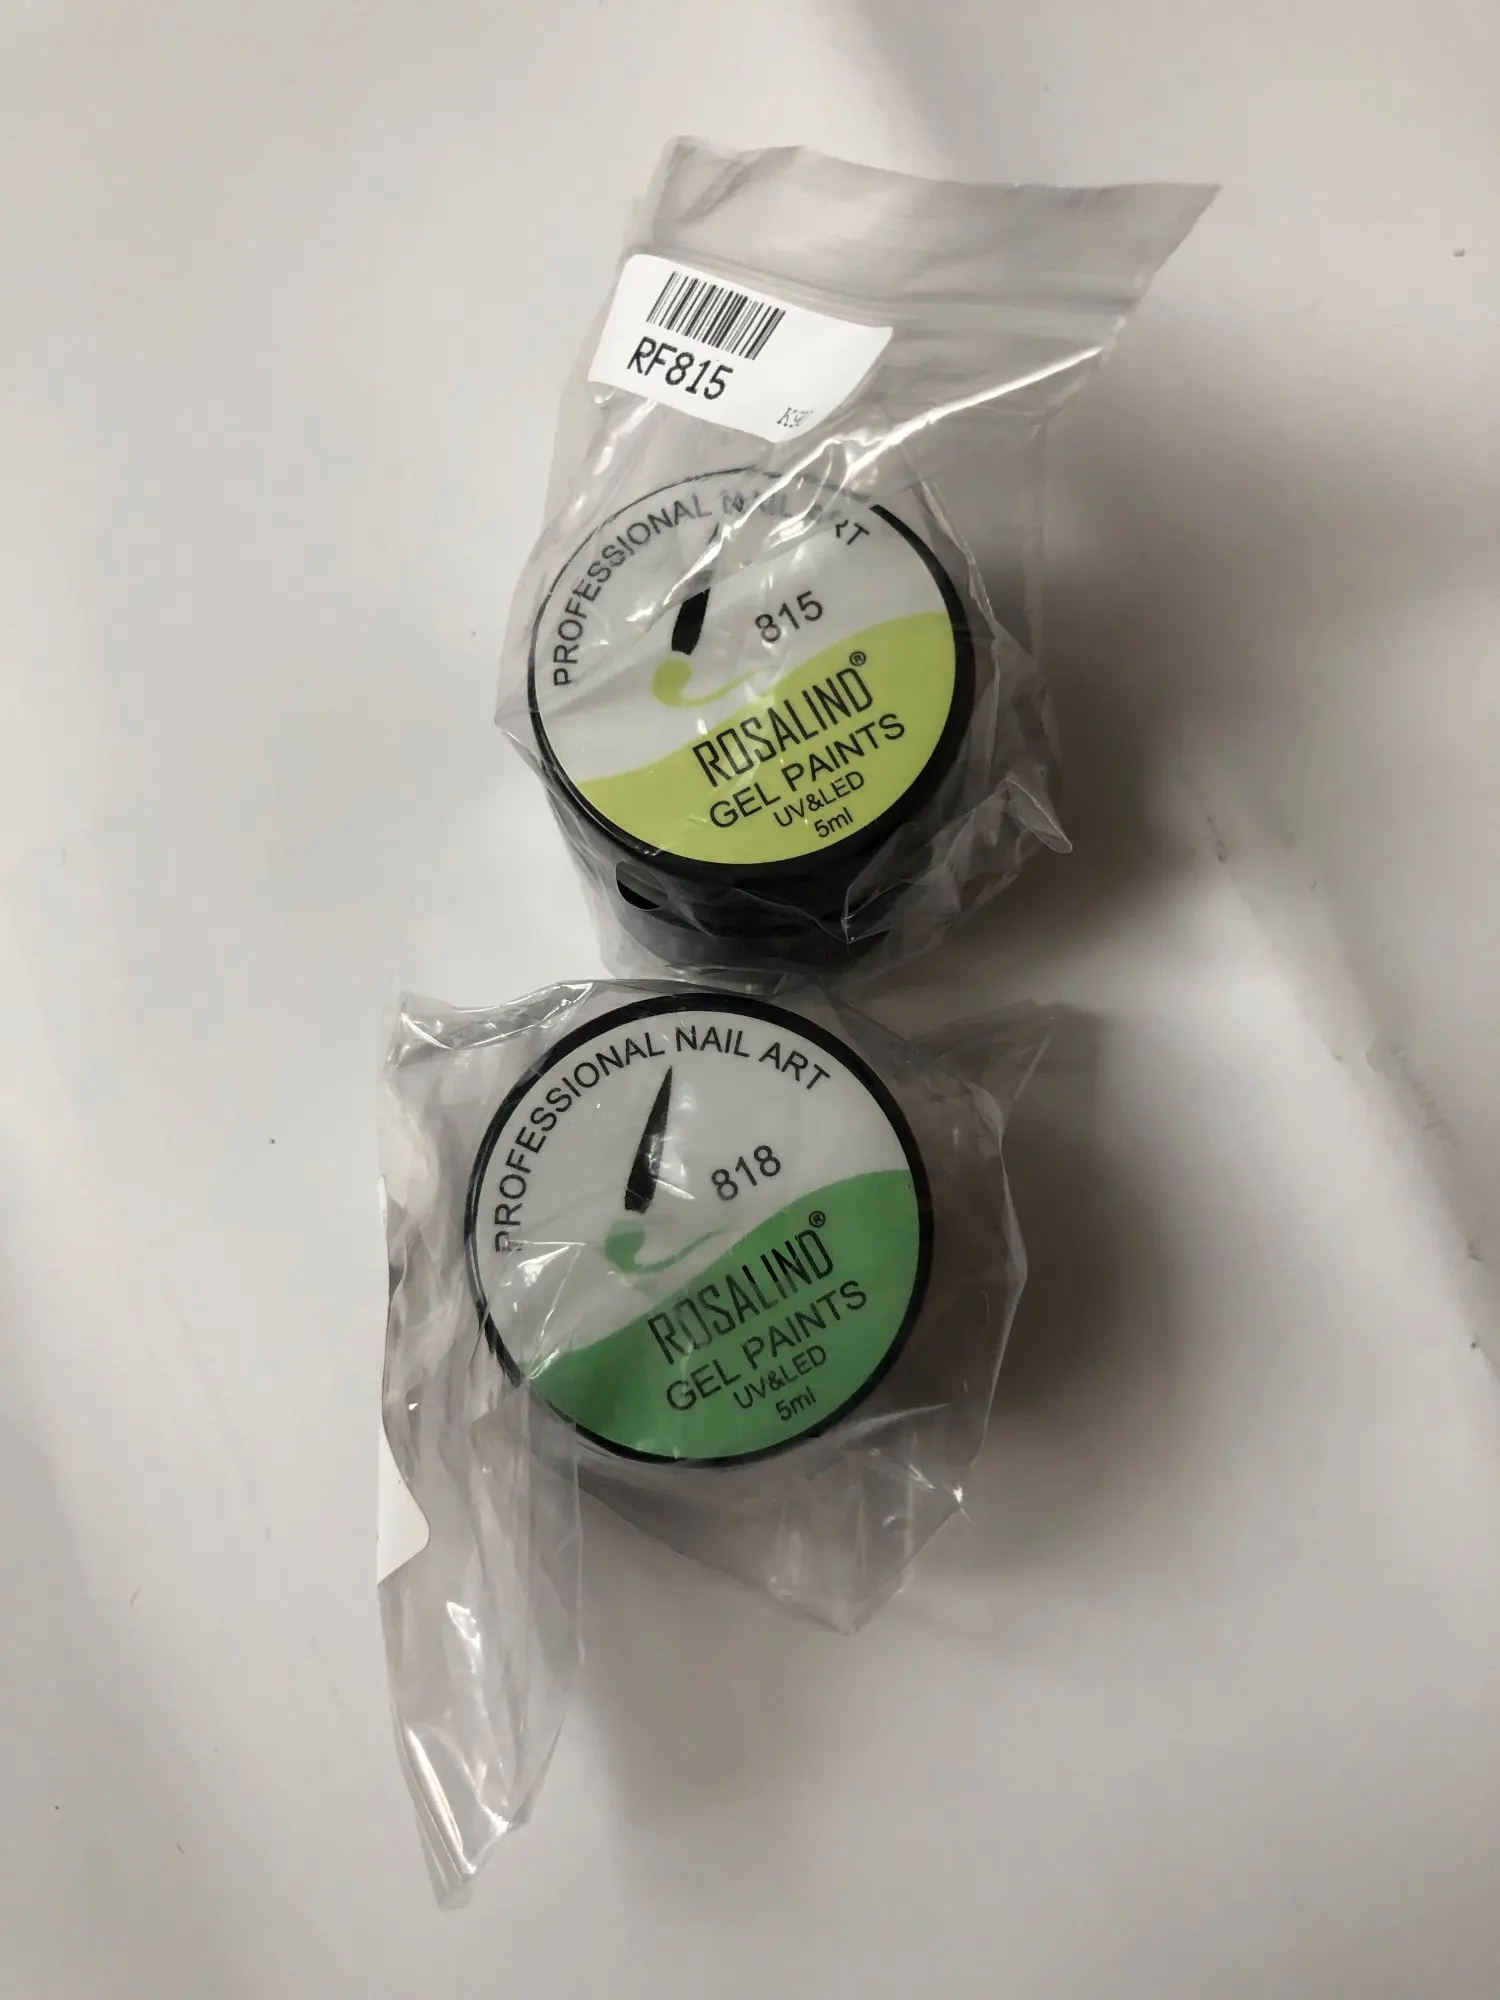 RF815
PROFESSIONAL NAIL ART
815
ROSALIND®
GEL PAINTS
UV&LED
5ml
PROFESSIONAL NAIL ART
818
ROSALIND®
GEL PAINTS
UV&LED
5ml